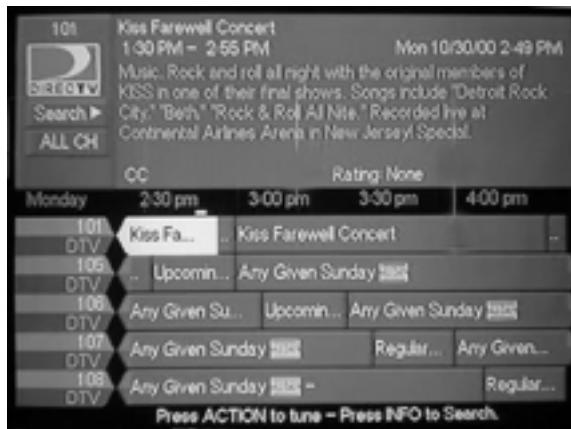 101
Kiss Farewell Concert
1:30 PM - 2:55 PM Mon 10/30/00 2:49 PM
Music. Rock and roll all night with the original members of
KISS in one of their final shows. Songs include "Detroit Rock
City," "Beth," "Rock & Roll All Nite." Recorded live at
Continental Airlines Arena in New Jersey! Special.
DIRECTV
Search
ALL CH
CC Rating: None
Monday 2:30 pm 3:00 pm 3:30 pm 4:00 pm
101 DTV Kiss Fa... .. Kiss Farewell Concert ..
105 DTV .. Upcomin... Any Given Sunday
106 DTV Any Given Su... Upcomin... Any Given Sunday
107 DTV Any Given Sunday Regular... Any Given...
108 DTV Any Given Sunday - Regular...
Press ACTION to tune - Press INFO to Search.